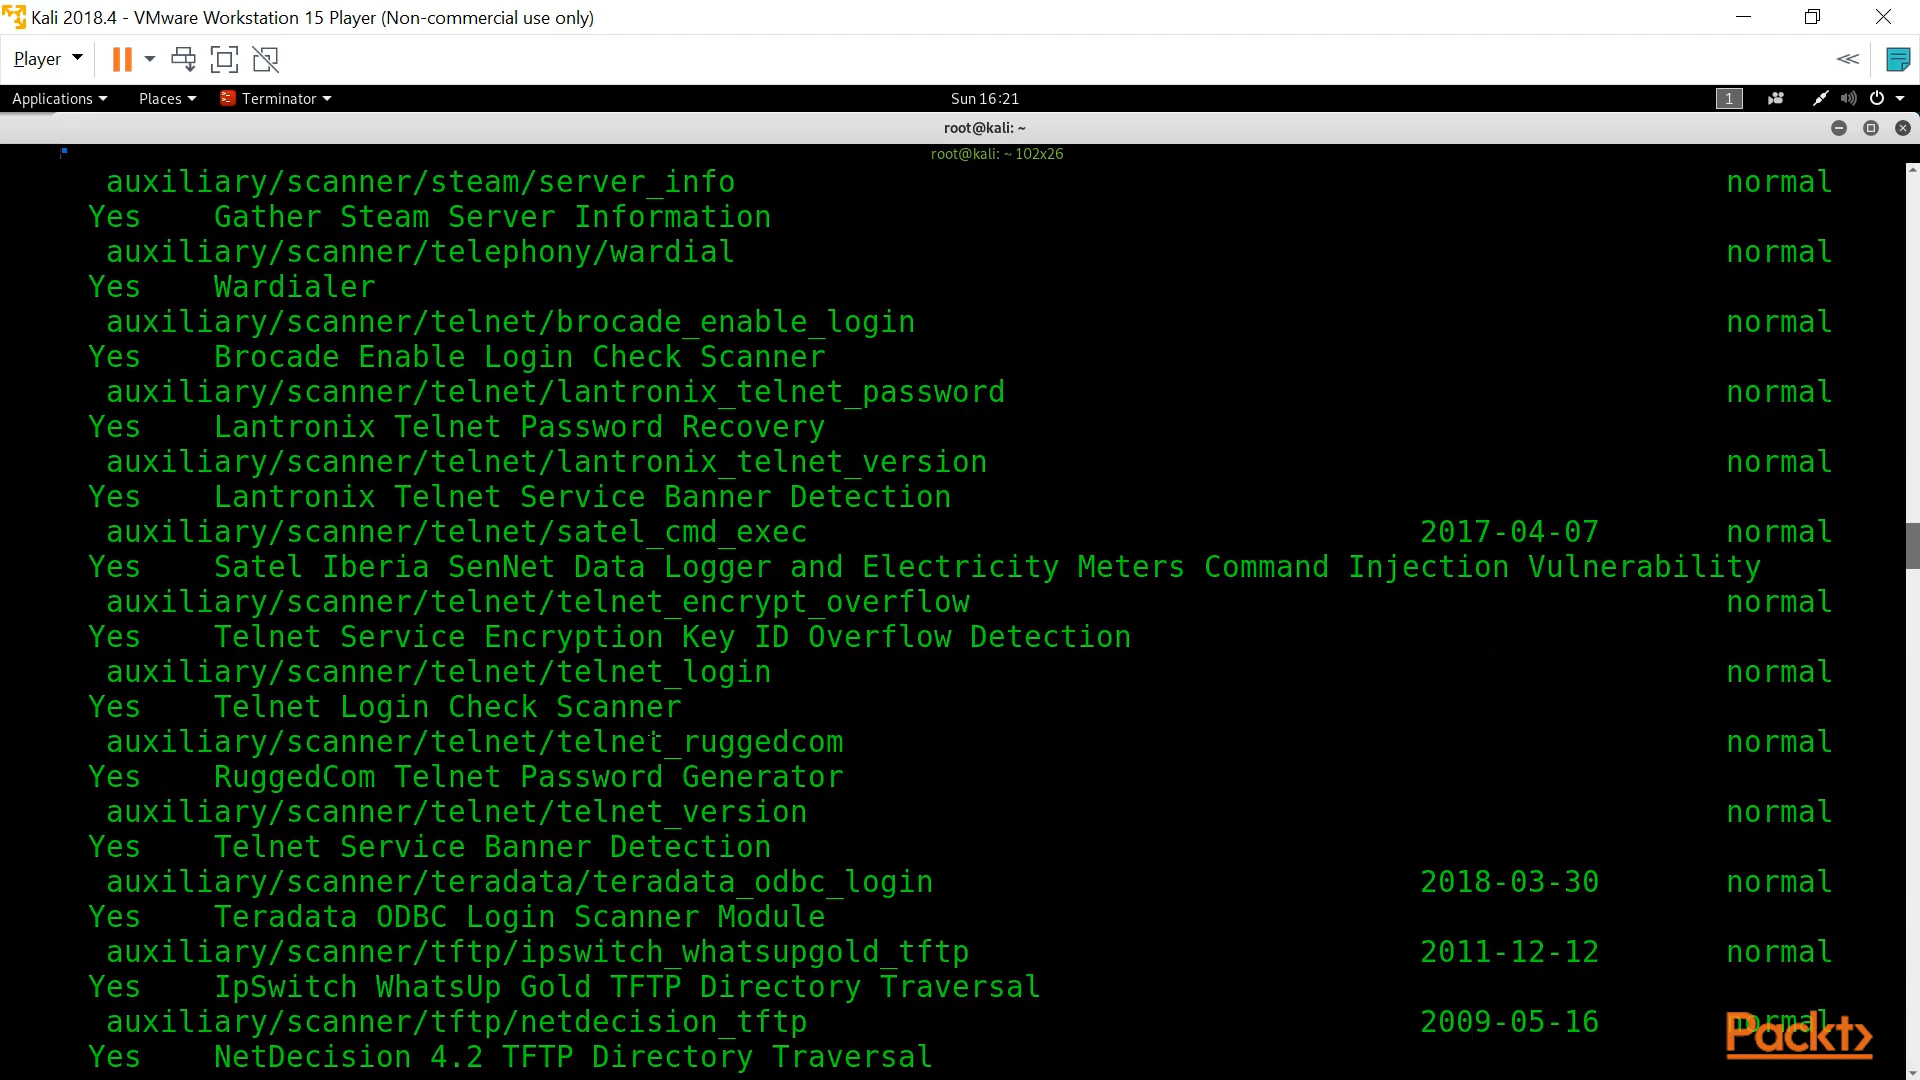 Kali 2018.4 - VMware Workstation 15 Player (Non-commercial use only)
Player
Applications Places Terminator Sun 16:21 1
root@kali: ~
root@kali: ~ 102x26
auxiliary/scanner/steam/server_info normal
Yes Gather Steam Server Information
auxiliary/scanner/telephony/wardial normal
Yes Wardialer
auxiliary/scanner/telnet/brocade_enable_login normal
Yes Brocade Enable Login Check Scanner
auxiliary/scanner/telnet/lantronix_telnet_password normal
Yes Lantronix Telnet Password Recovery
auxiliary/scanner/telnet/lantronix_telnet_version normal
Yes Lantronix Telnet Service Banner Detection
auxiliary/scanner/telnet/satel_cmd_exec 2017-04-07 normal
Yes Satel Iberia SenNet Data Logger and Electricity Meters Command Injection Vulnerability
auxiliary/scanner/telnet/telnet_encrypt_overflow normal
Yes Telnet Service Encryption Key ID Overflow Detection
auxiliary/scanner/telnet/telnet_login normal
Yes Telnet Login Check Scanner
auxiliary/scanner/telnet/telnet_ruggedcom normal
Yes RuggedCom Telnet Password Generator
auxiliary/scanner/telnet/telnet_version normal
Yes Telnet Service Banner Detection
auxiliary/scanner/teradata/teradata_odbc_login 2018-03-30 normal
Yes Teradata ODBC Login Scanner Module
auxiliary/scanner/tftp/ipswitch_whatsupgold_tftp 2011-12-12 normal
Yes IpSwitch WhatsUp Gold TFTP Directory Traversal
auxiliary/scanner/tftp/netdecision_tftp 2009-05-16 normal
Yes NetDecision 4.2 TFTP Directory Traversal
Packt>